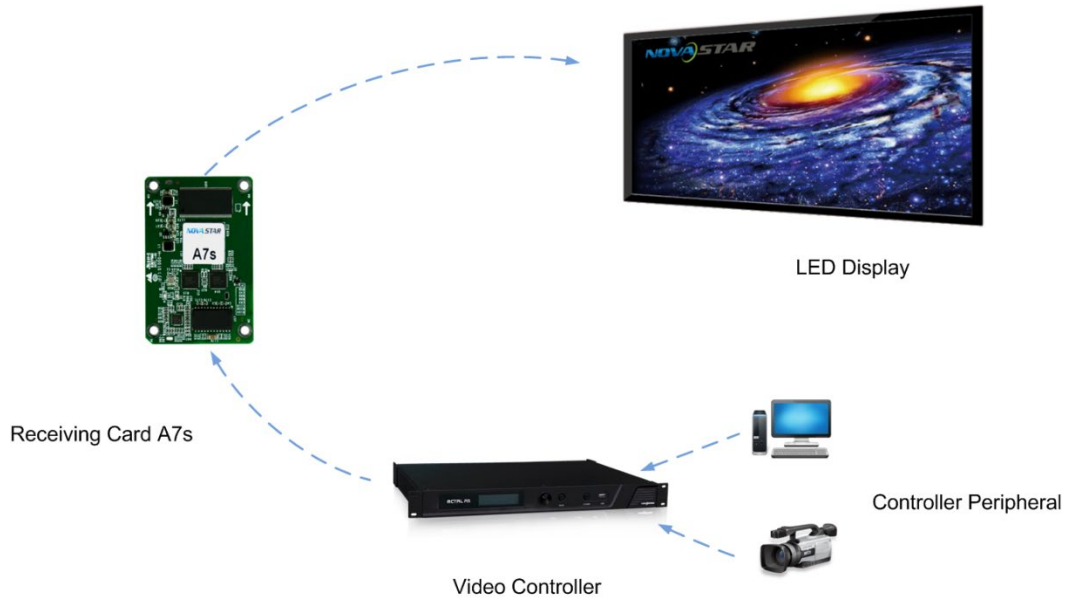 NOVASTAR
LED Display
NOVASTAR
A7s
Receiving Card A7s
Controller Peripheral
Video Controller